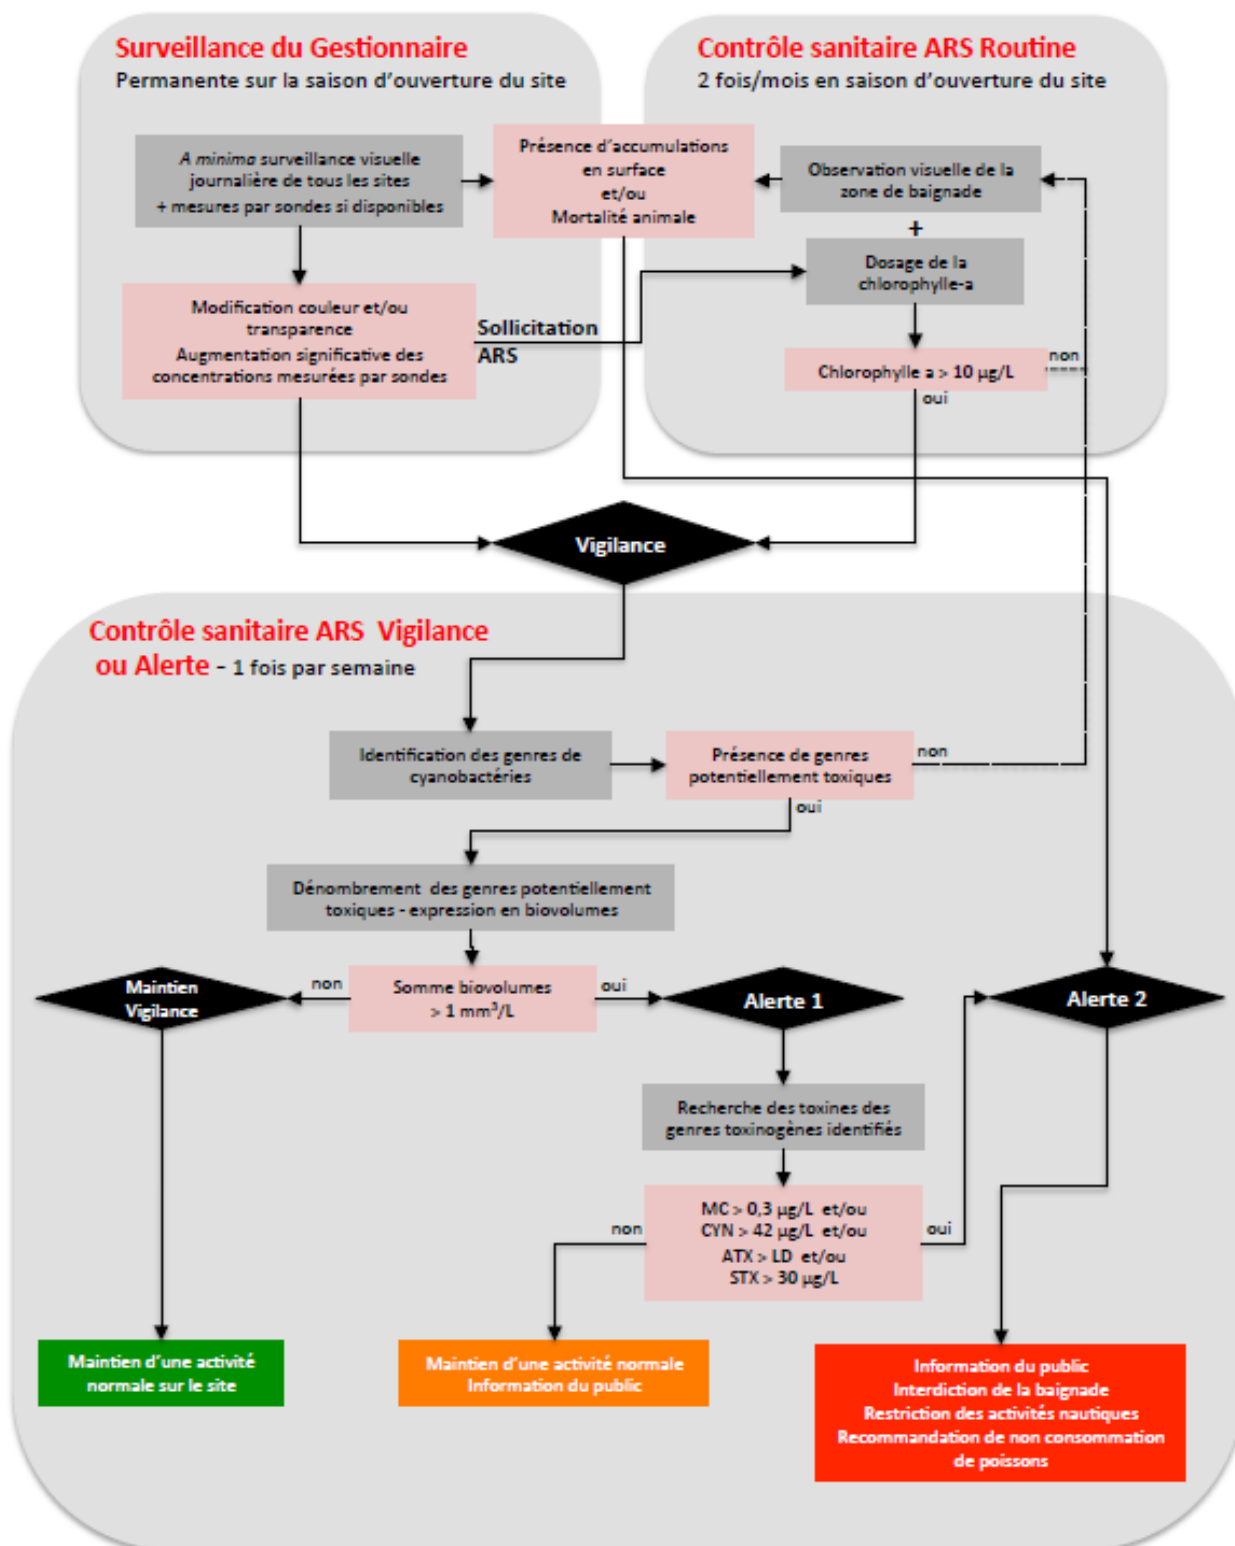 Surveillance du Gestionnaire
Permanente sur la saison d’ouverture du site
Contrôle sanitaire ARS Routine
2 fois/mois en saison d’ouverture du site
A minima surveillance visuelle
journalière de tous les sites
+ mesures par sondes si disponibles
Présence d’accumulations
en surface
et/ou
Mortalité animale
Observation visuelle de la
zone de baignade
+
Dosage de la
chlorophylle-a
Modification couleur et/ou
transparence
Augmentation significative des
concentrations mesurées par sondes
Sollicitation
ARS
Chlorophylle a > 10 µg/L
non
oui
Vigilance
Contrôle sanitaire ARS Vigilance
ou Alerte - 1 fois par semaine
Identification des genres de
cyanobactéries
Présence de genres
potentiellement toxiques
non
oui
Dénombrement des genres potentiellement
toxiques - expression en biovolumes
Maintien
Vigilance
non
Somme biovolumes
> 1 mm³/L
oui
Alerte 1
Alerte 2
Recherche des toxines des
genres toxinogènes identifiés
non
MC > 0,3 µg/L et/ou
CYN > 42 µg/L et/ou
ATX > LD et/ou
STX > 30 µg/L
oui
Maintien d’une activité
normale sur le site
Maintien d’une activité normale
Information du public
Information du public
Interdiction de la baignade
Restriction des activités nautiques
Recommandation de non consommation
de poissons